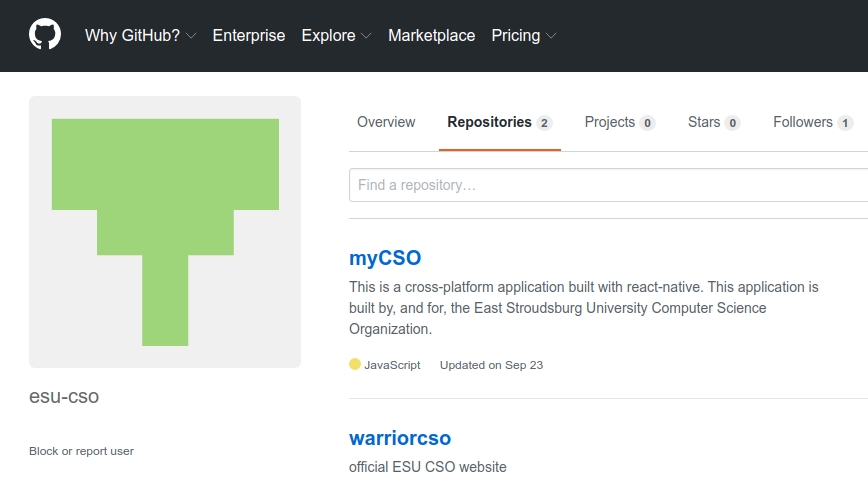 Why GitHub? Enterprise Explore Marketplace Pricing
Overview Repositories 2 Projects 0 Stars 0 Followers 1
Find a repository…
myCSO
This is a cross-platform application built with react-native. This application is
built by, and for, the East Stroudsburg University Computer Science
Organization.
JavaScript Updated on Sep 23
esu-cso
Block or report user
warriorcso
official ESU CSO website